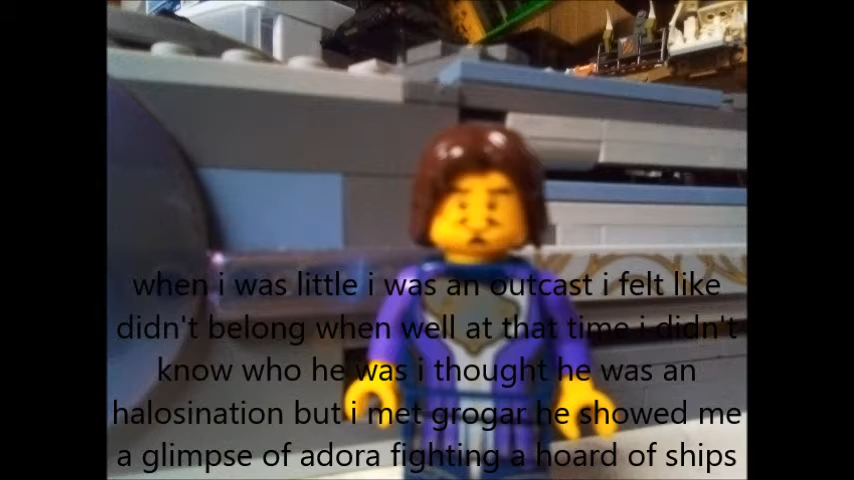 when i was little i was an outcast i felt like
didn't belong when well at that time i didn't
know who he was i thought he was an
halosination but i met grogar he showed me
a glimpse of adora fighting a hoard of ships